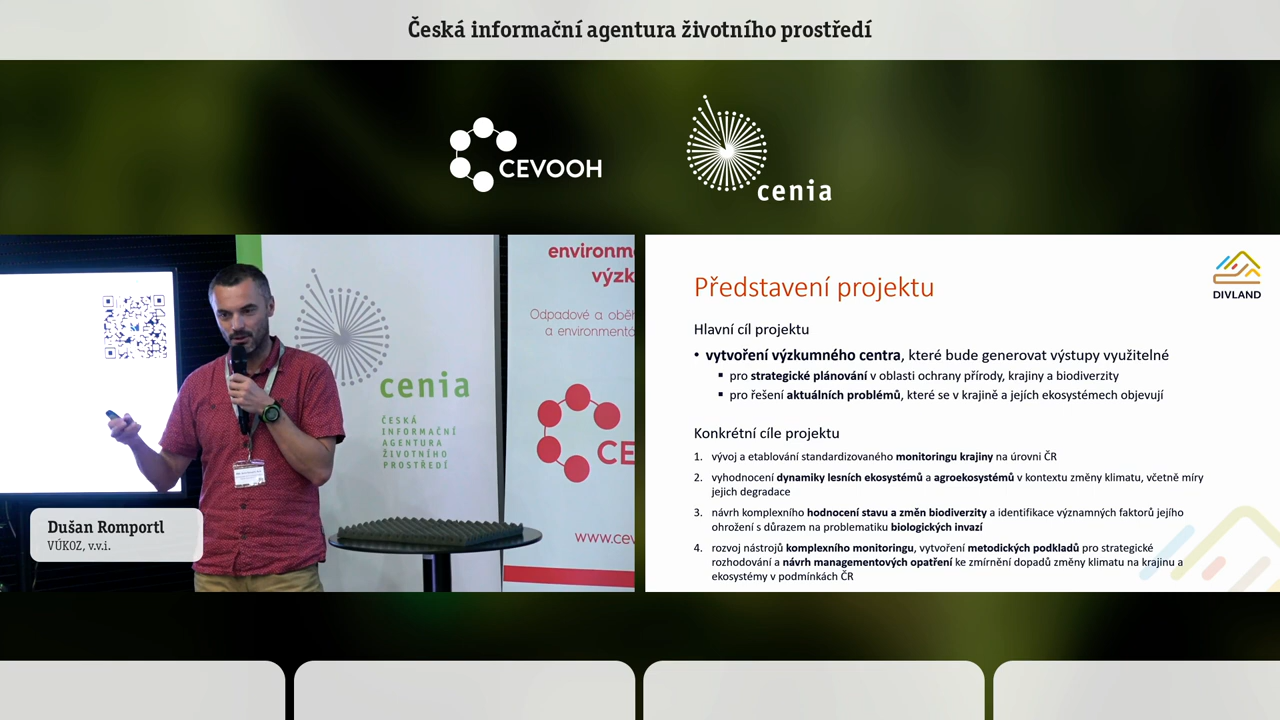 Česká informační agentura životního prostředí
CEVOOH
cenia
cenia
ČESKÁ
INFORMAČNÍ
AGENTURA
ŽIVOTNÍHO
PROSTŘEDÍ
výzk
Odpadové a
a
www.cev
Dušan Romportl
VÚKOZ, v.v.i.
DIVLAND
Představení projektu
Hlavní cíl projektu
• vytvoření výzkumného centra, které bude generovat výstupy využitelné
▪ pro strategické plánování v oblasti ochrany přírody, krajiny a biodiverzity
▪ pro řešení aktuálních problémů, které se v krajině a jejích ekosystémech objevují
Konkrétní cíle projektu
1. vývoj a etablování standardizovaného monitoringu krajiny na úrovni ČR
2. vyhodnocení dynamiky lesních ekosystémů a agroekosystémů v kontextu změny klimatu, včetně míry
jejich degradace
3. návrh komplexního hodnocení stavu a změn biodiverzity a identifikace významných faktorů jejího
ohrožení s důrazem na problematiku biologických invazí
4. rozvoj nástrojů komplexního monitoringu, vytvoření metodických podkladů pro strategické
rozhodování a návrh managementových opatření ke zmírnění dopadů změny klimatu na krajinu a
ekosystémy v podmínkách ČR